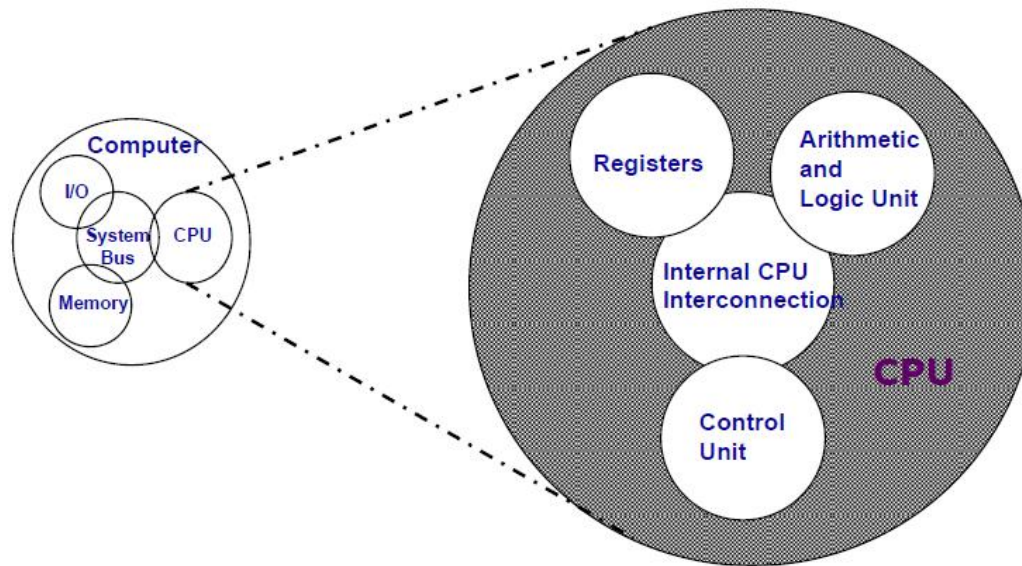 Computer
I/O
System
Bus
CPU
Memory
Registers
Arithmetic
and
Logic Unit
Internal CPU
Interconnection
Control
Unit
CPU